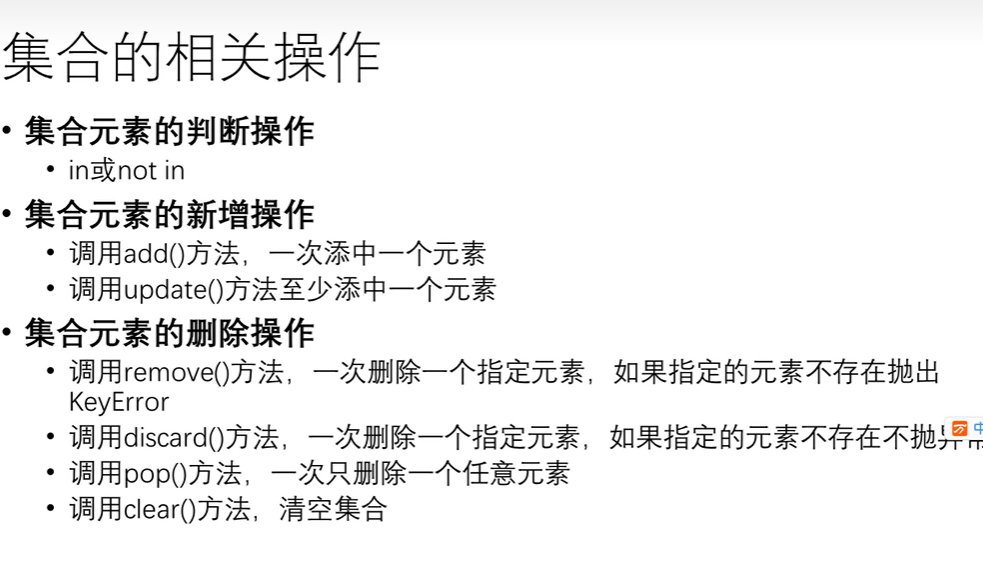 集合的相关操作
• 集合元素的判断操作
• in或not in
• 集合元素的新增操作
• 调用add()方法，一次添中一个元素
• 调用update()方法至少添中一个元素
• 集合元素的删除操作
• 调用remove()方法，一次删除一个指定元素，如果指定的元素不存在抛出
KeyError
• 调用discard()方法，一次删除一个指定元素，如果指定的元素不存在不抛异常
• 调用pop()方法，一次只删除一个任意元素
• 调用clear()方法，清空集合
中